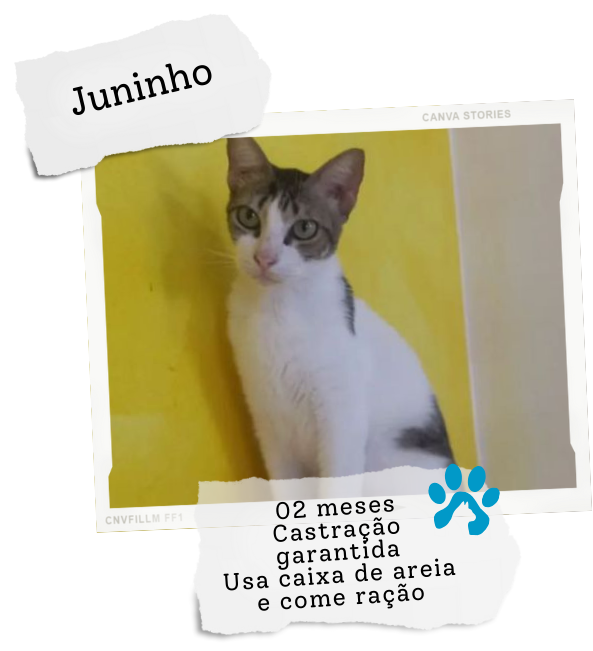 Juninho
CANVA STORIES
CNVFILLM FF1
02 meses
Castração
garantida
Usa caixa de areia
e come ração